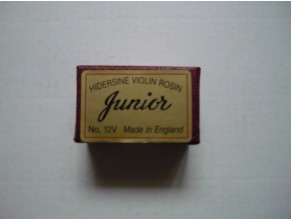 HIDERSINE VIOLIN ROSIN
Junior
No. 12V Made in England